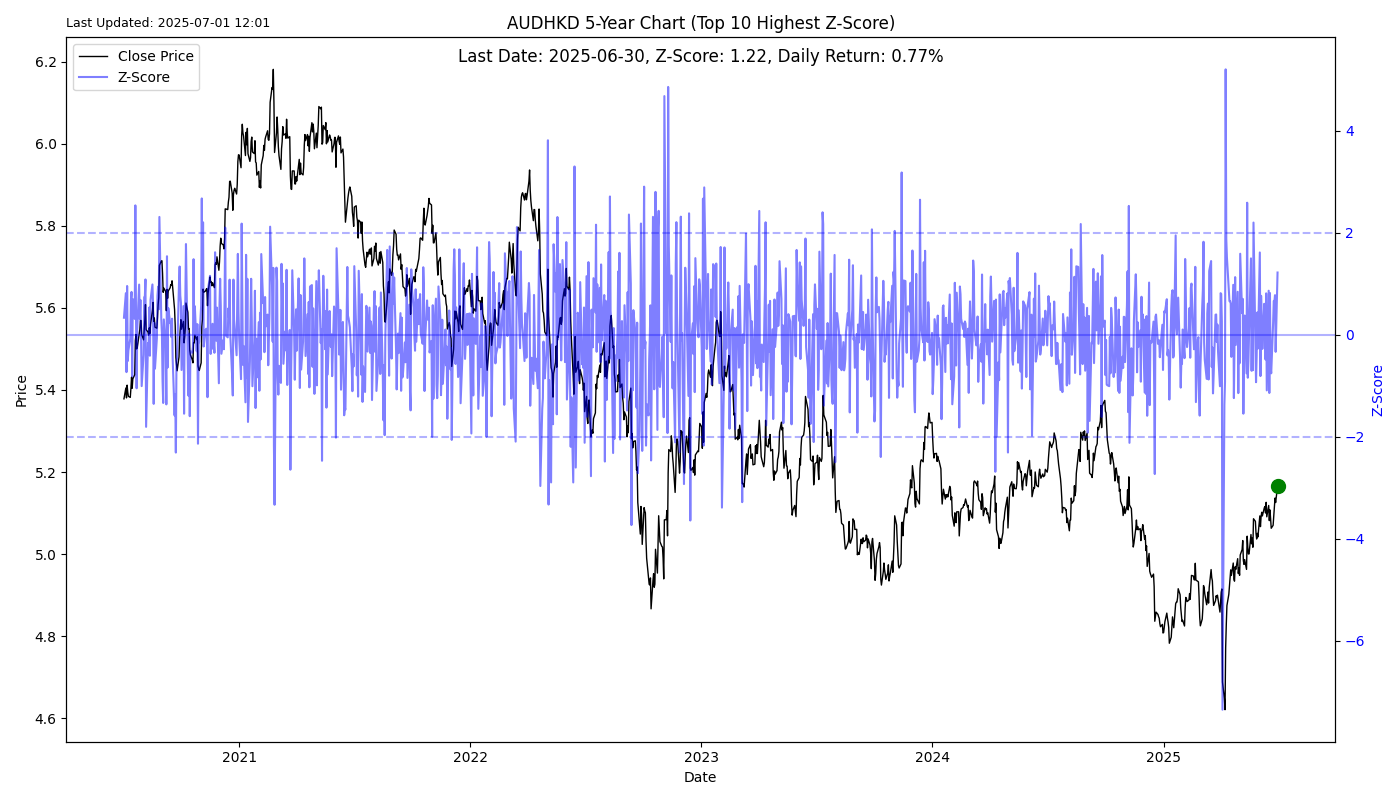 Last Updated: 2025-07-01 12:01
AUDHKD 5-Year Chart (Top 10 Highest Z-Score)
Last Date: 2025-06-30, Z-Score: 1.22, Daily Return: 0.77%
Close Price
Z-Score
6.2
6.0
5.8
5.6
5.4
5.2
5.0
4.8
4.6
Price
4
2
0
−2
−4
−6
Z-Score
2021
2022
2023
2024
2025
Date